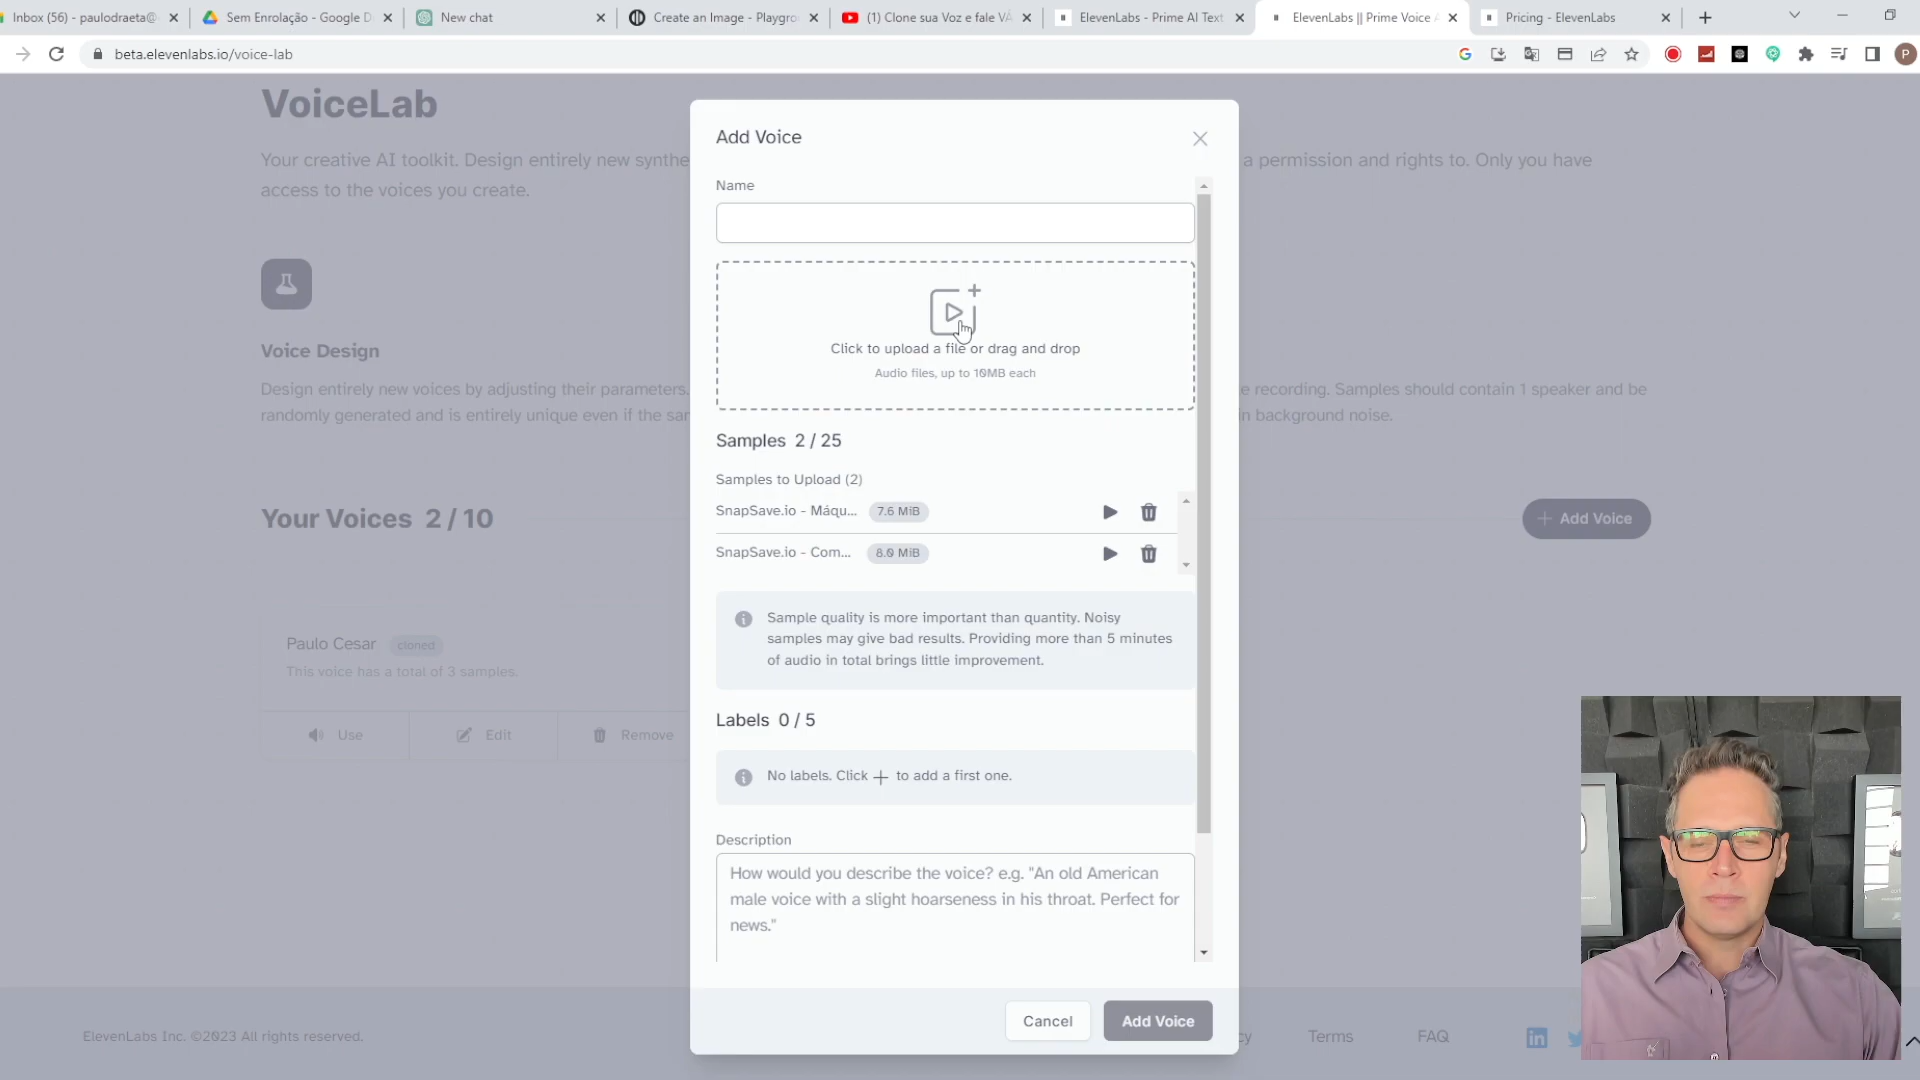 Inbox (56) - paulodraeta@
Sem Enrolação - Google D
New chat
Create an Image - Playgro
(1) Clone sua Voz e fale VÁ
ElevenLabs - Prime AI Text
ElevenLabs || Prime Voice A
Pricing - ElevenLabs
beta.elevenlabs.io/voice-lab
P
VoiceLab
Your creative AI toolkit. Design entirely new synthe
a permission and rights to. Only you have
access to the voices you create.
Voice Design
Design entirely new voices by adjusting their parameters.
e recording. Samples should contain 1 speaker and be
randomly generated and is entirely unique even if the sar
in background noise.
Your Voices 2 / 10
+ Add Voice
Paulo Cesar cloned
This voice has a total of 3 samples.
Use
Edit
Remove
Add Voice
Name
Click to upload a file or drag and drop
Audio files, up to 10MB each
Samples 2 / 25
Samples to Upload (2)
SnapSave.io - Máqu... 7.6 MiB
SnapSave.io - Com... 8.0 MiB
Sample quality is more important than quantity. Noisy
samples may give bad results. Providing more than 5 minutes
of audio in total brings little improvement.
Labels 0 / 5
No labels. Click + to add a first one.
Description
How would you describe the voice? e.g. "An old American
male voice with a slight hoarseness in his throat. Perfect for
news."
Cancel
Add Voice
ElevenLabs Inc. ©2023 All rights reserved.
cy
Terms
FAQ